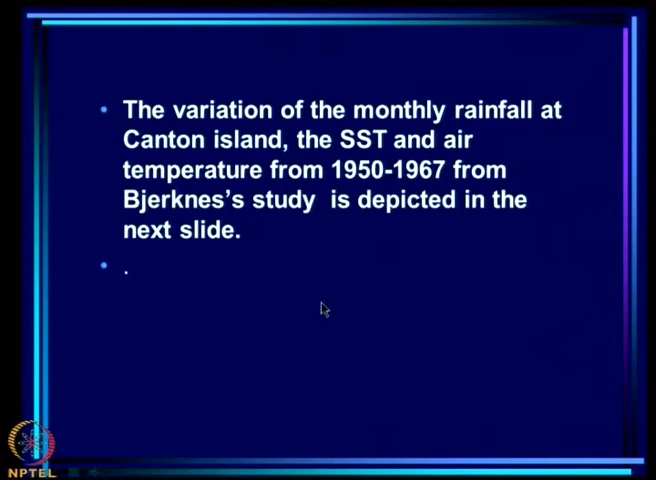 • The variation of the monthly rainfall at
Canton island, the SST and air
temperature from 1950-1967 from
Bjerknes's study  is depicted in the
next slide.
• .
NPTEL